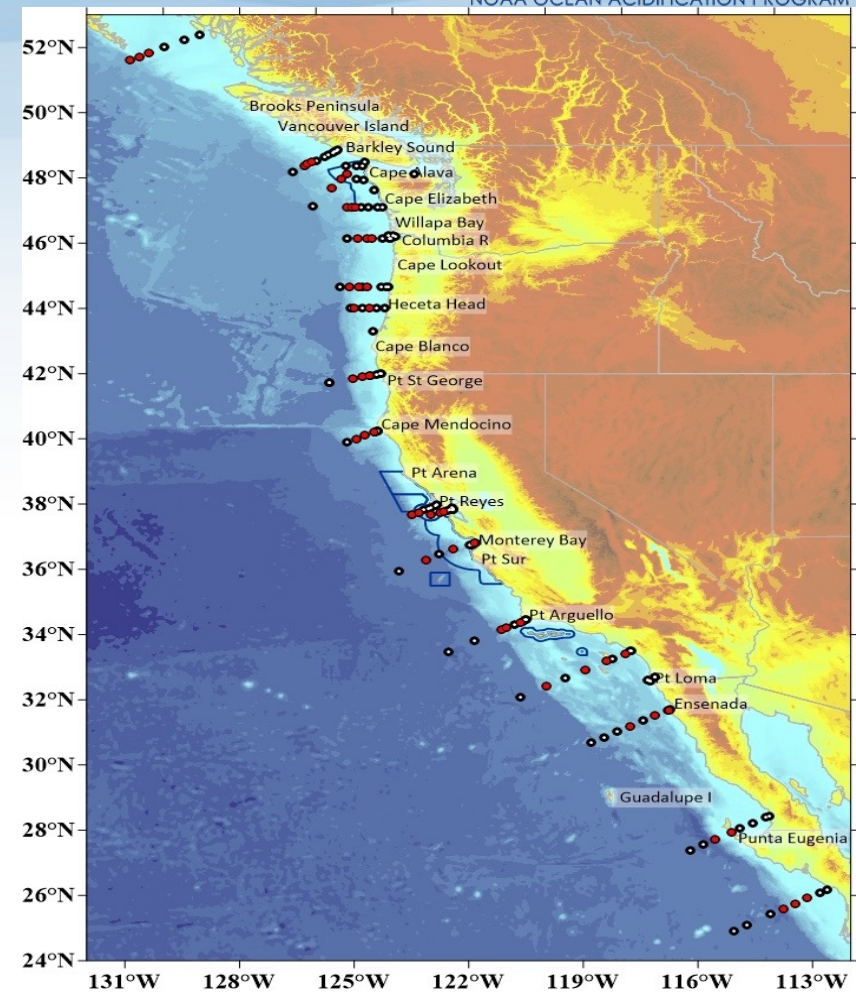 NOAA OCEAN ACIDIFICATION PROGRAM
52°N
50°N
Brooks Peninsula
Vancouver Island
Barkley Sound
48°N
Cape Alava
Cape Elizabeth
Willapa Bay
46°N
Columbia R
Cape Lookout
44°N
Heceta Head
Cape Blanco
42°N
Pt St George
Cape Mendocino
40°N
Pt Arena
38°N
Pt Reyes
Monterey Bay
36°N
Pt Sur
Pt Arguello
34°N
Pt Loma
32°N
Ensenada
30°N
Guadalupe I
28°N
Punta Eugenia
26°N
24°N
131°W 128°W 125°W 122°W 119°W 116°W 113°W